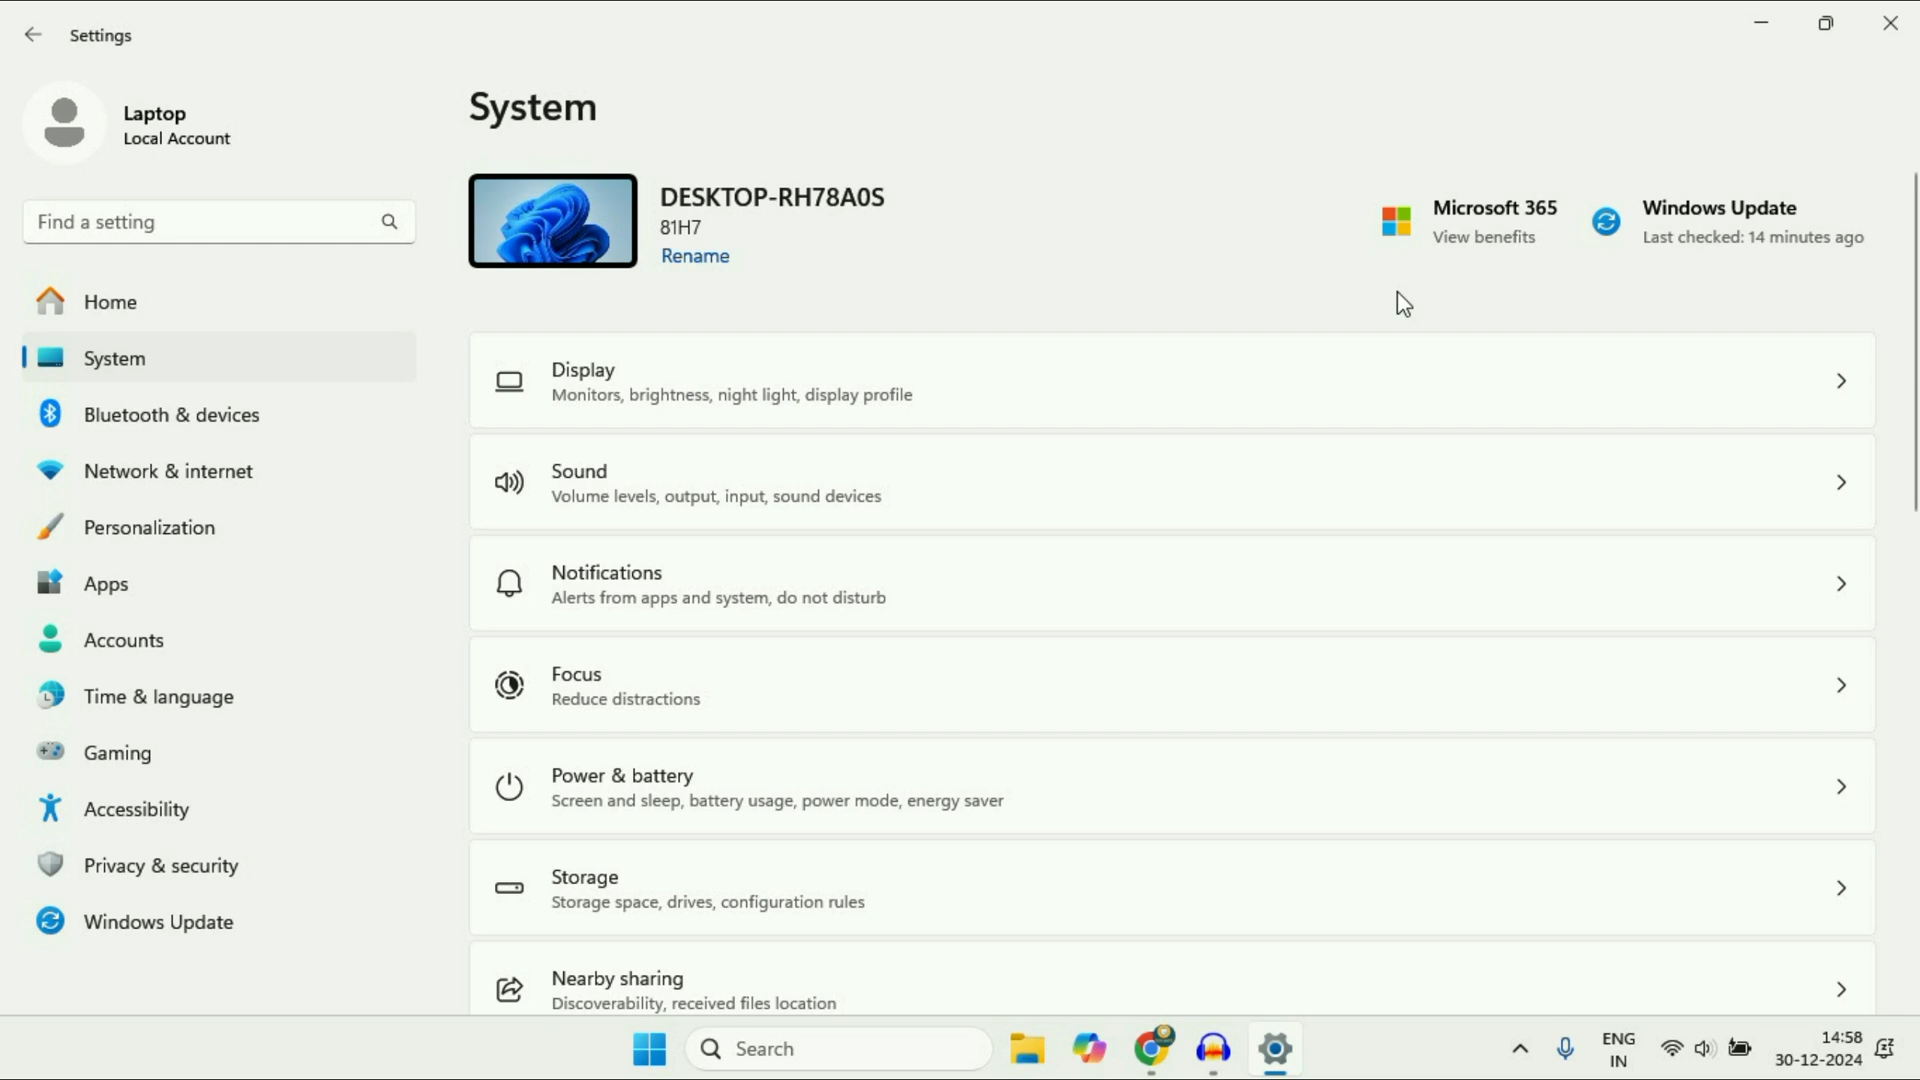 Settings
Laptop
Local Account
Find a setting
Home
System
Bluetooth & devices
Network & internet
Personalization
Apps
Accounts
Time & language
Gaming
Accessibility
Privacy & security
Windows Update
System
DESKTOP-RH78A0S
81H7
Rename
Microsoft 365
View benefits
Windows Update
Last checked: 14 minutes ago
Display
Monitors, brightness, night light, display profile
Sound
Volume levels, output, input, sound devices
Notifications
Alerts from apps and system, do not disturb
Focus
Reduce distractions
Power & battery
Screen and sleep, battery usage, power mode, energy saver
Storage
Storage space, drives, configuration rules
Nearby sharing
Discoverability, received files location
Search
ENG
IN
14:58
30-12-2024